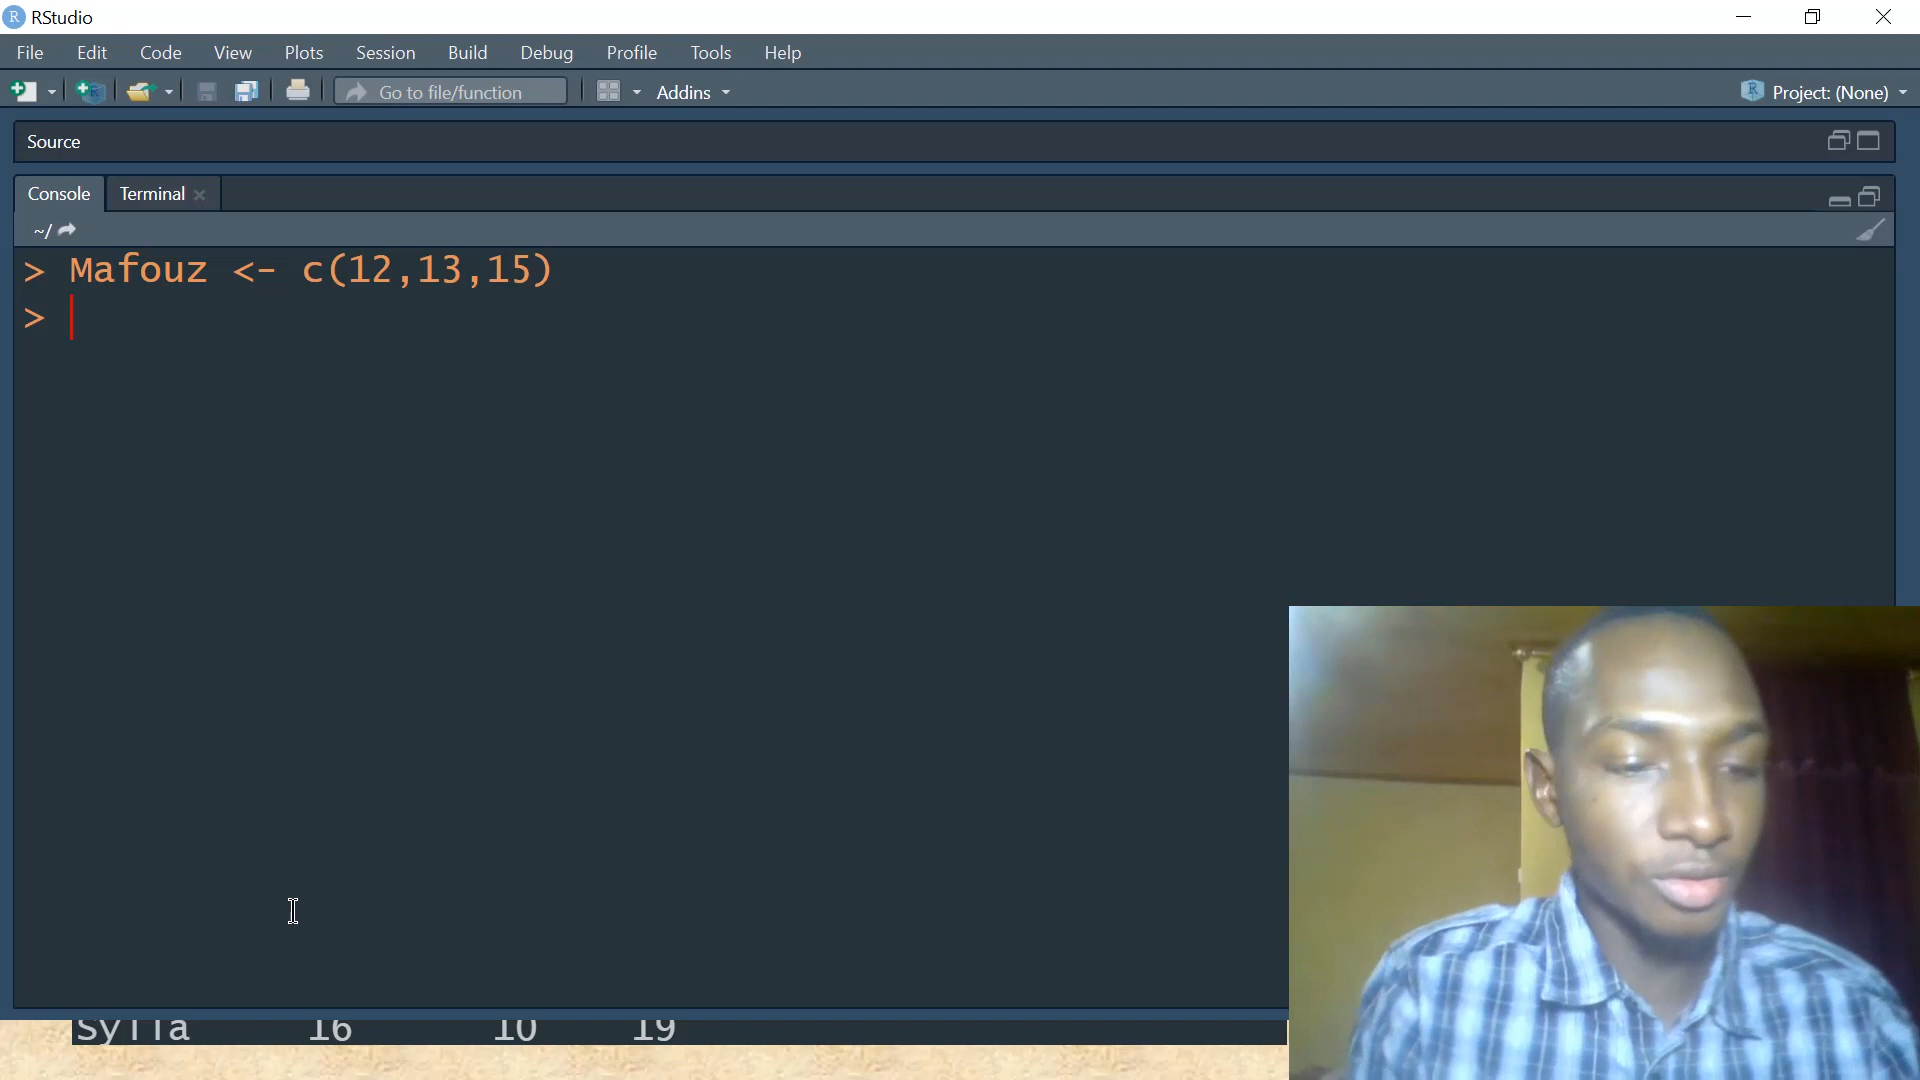 RStudio
File Edit Code View Plots Session Build Debug Profile Tools Help
Go to file/function Addins Project: (None)
Source
Console Terminal
~/
> Mafouz <- c(12,13,15)
>
Sylla 16 10 19